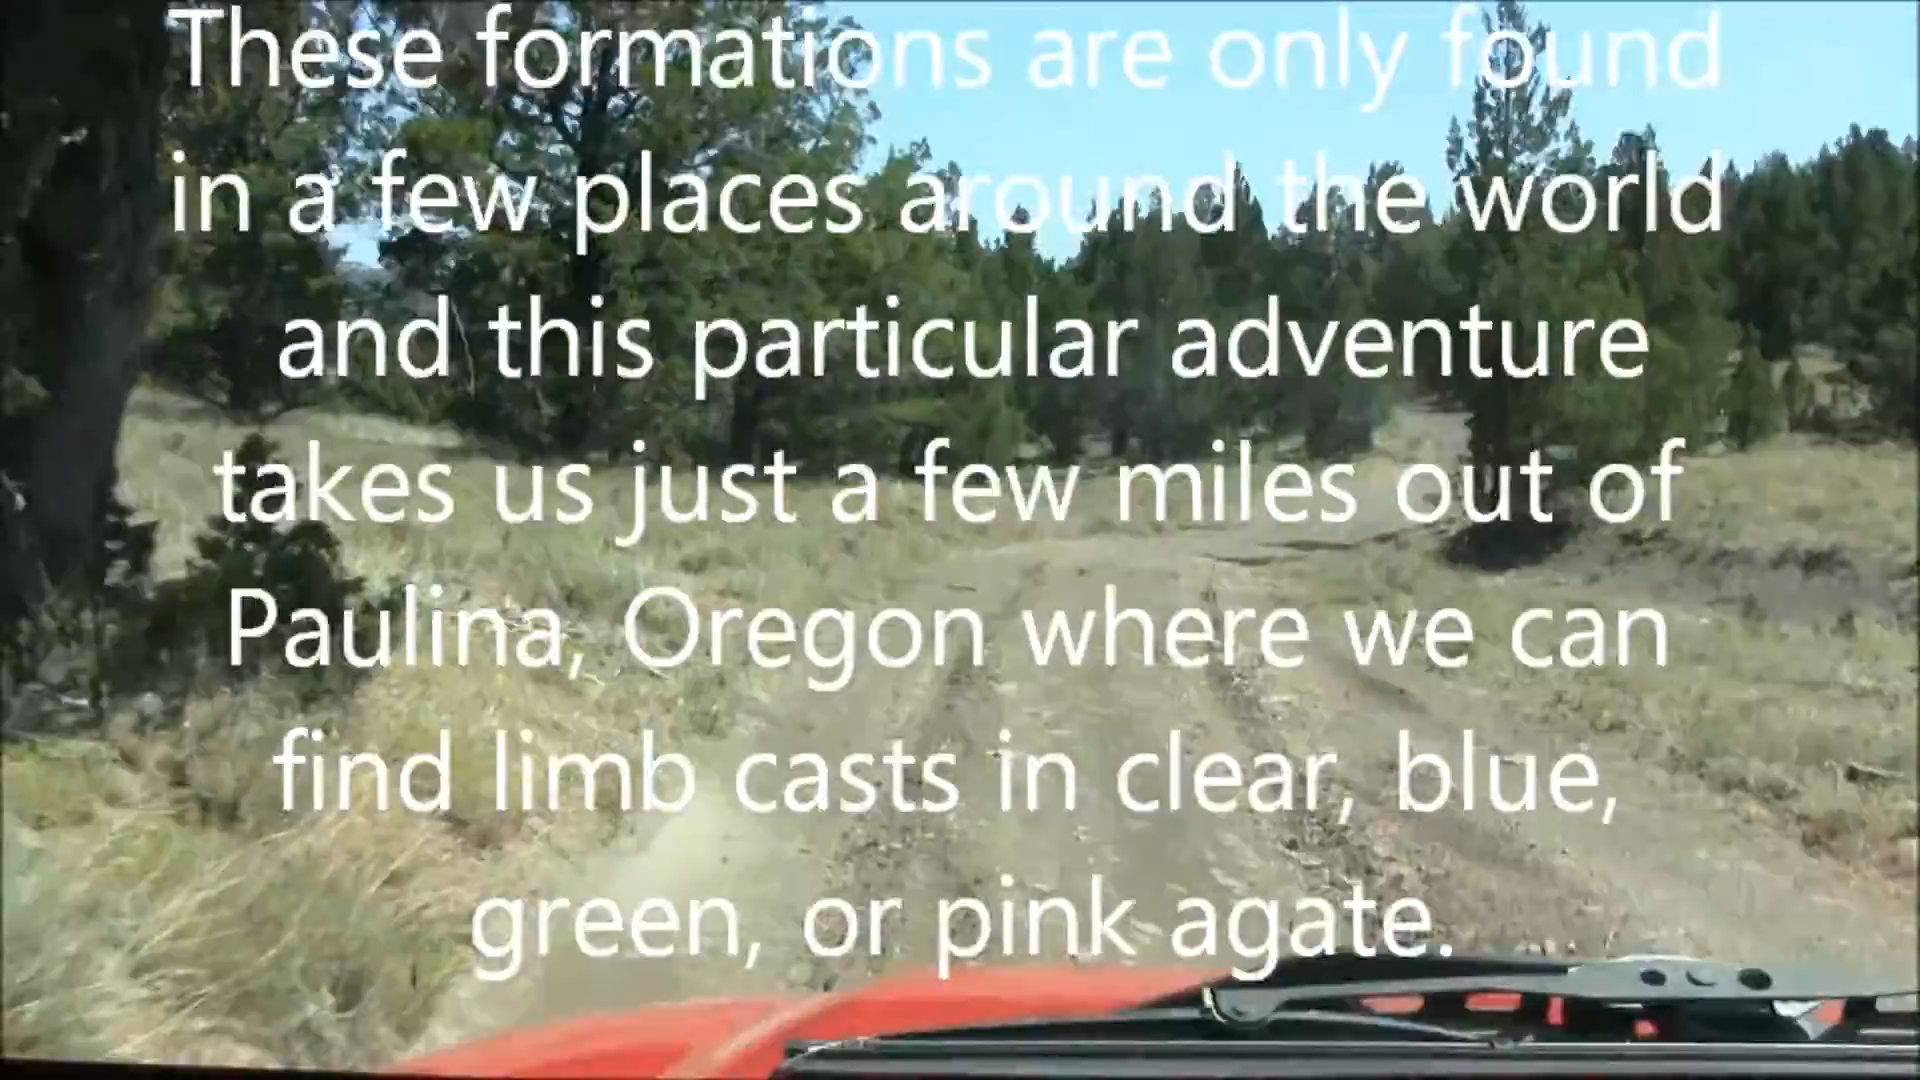 These formations are only found
in a few places around the world
and this particular adventure
takes us just a few miles out of
Paulina, Oregon where we can
find limb casts in clear, blue,
green, or pink agate.